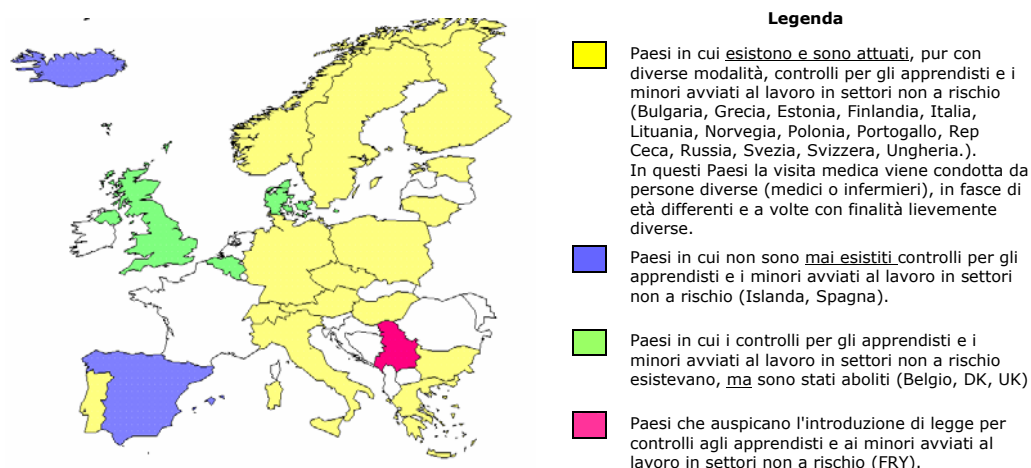 Legenda
Paesi in cui esistono e sono attuati, pur con
diverse modalità, controlli per gli apprendisti e i
minori avviati al lavoro in settori non a rischio
(Bulgaria, Grecia, Estonia, Finlandia, Italia,
Lituania, Norvegia, Polonia, Portogallo, Rep
Ceca, Russia, Svezia, Svizzera, Ungheria.).
In questi Paesi la visita medica viene condotta da
persone diverse (medici o infermieri), in fasce di
età differenti e a volte con finalità lievemente
diverse.
Paesi in cui non sono mai esistiti controlli per gli
apprendisti e i minori avviati al lavoro in settori
non a rischio (Islanda, Spagna).
Paesi in cui i controlli per gli apprendisti e i
minori avviati al lavoro in settori non a rischio
esistevano, ma sono stati aboliti (Belgio, DK, UK)
Paesi che auspicano l'introduzione di legge per
controlli agli apprendisti e ai minori avviati al
lavoro in settori non a rischio (FRY).